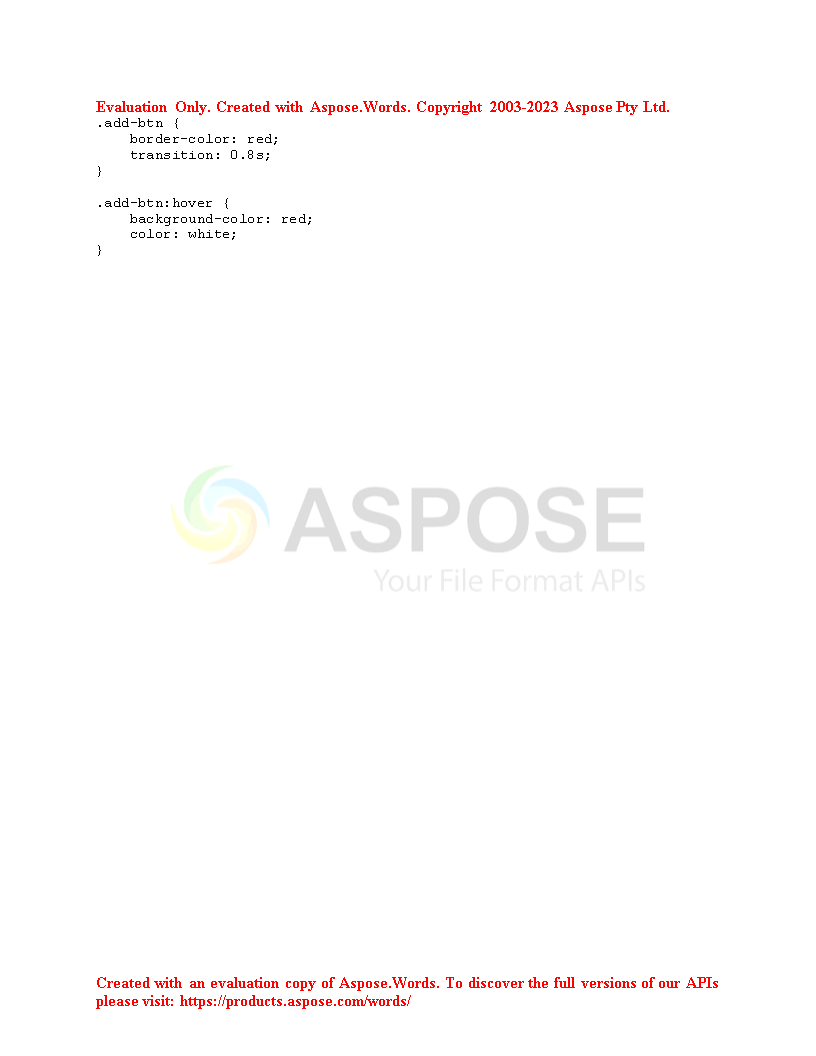 Evaluation Only. Created with Aspose.Words. Copyright 2003-2023 Aspose Pty Ltd.
.add-btn {
    border-color: red;
    transition: 0.8s;
}

.add-btn:hover {
    background-color: red;
    color: white;
}
ASPOSE
Your File Format APIs
Created with an evaluation copy of Aspose.Words. To discover the full versions of our APIs
please visit: https://products.aspose.com/words/